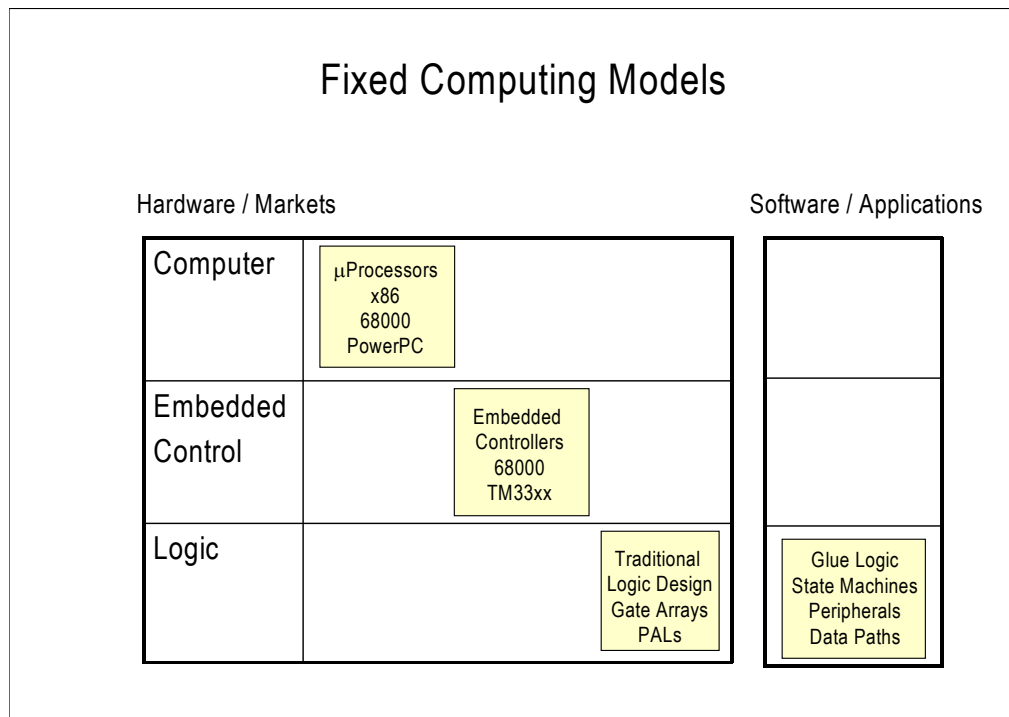 Fixed Computing Models
Hardware / Markets
Software / Applications
Computer
μProcessors
x86
68000
PowerPC
Embedded
Control
Embedded
Controllers
68000
TM33xx
Logic
Traditional
Logic Design
Gate Arrays
PALs
Glue Logic
State Machines
Peripherals
Data Paths